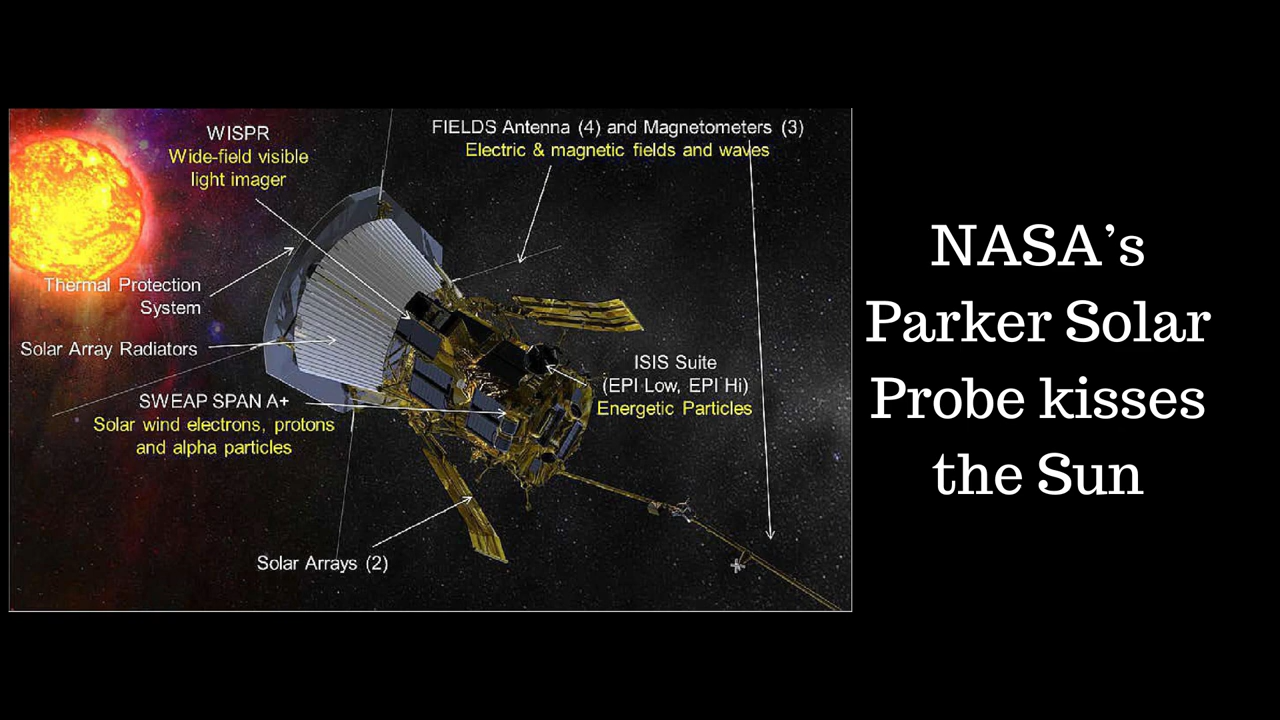 WISPR
Wide-field visible
light imager
FIELDS Antenna (4) and Magnetometers (3)
Electric & magnetic fields and waves
Thermal Protection
System
Solar Array Radiators
SWEAP SPAN A+
Solar wind electrons, protons
and alpha particles
ISIS Suite
(EPI Low, EPI Hi)
Energetic Particles
Solar Arrays (2)
NASA’s
Parker Solar
Probe kisses
the Sun